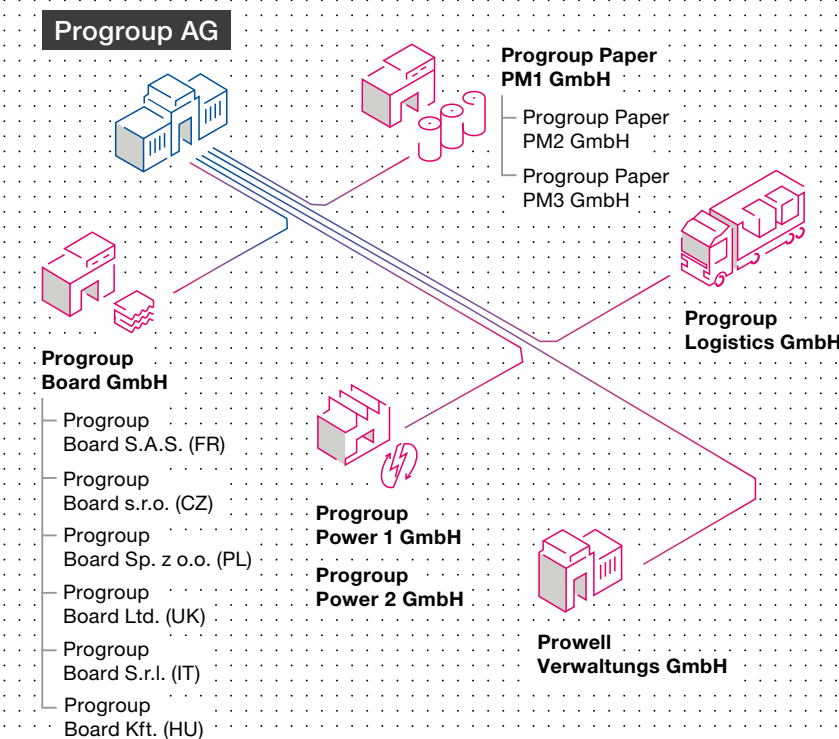 Progroup AG
Progroup Paper
PM1 GmbH
Progroup Paper
PM2 GmbH
Progroup Paper
PM3 GmbH
Progroup
Logistics GmbH
Progroup
Board GmbH
Progroup
Board S.A.S. (FR)
Progroup
Board s.r.o. (CZ)
Progroup
Board Sp. z o.o. (PL)
Progroup
Board Ltd. (UK)
Progroup
Board S.r.l. (IT)
Progroup
Board Kft. (HU)
Progroup
Power 1 GmbH
Progroup
Power 2 GmbH
Prowell
Verwaltungs GmbH